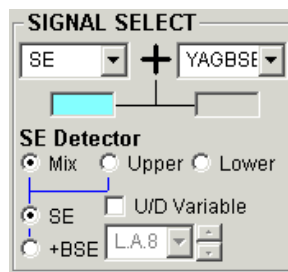 SIGNAL SELECT
SE + YAGBSE
SE Detector
Mix Upper Lower
SE U/D Variable
+BSE L.A.8